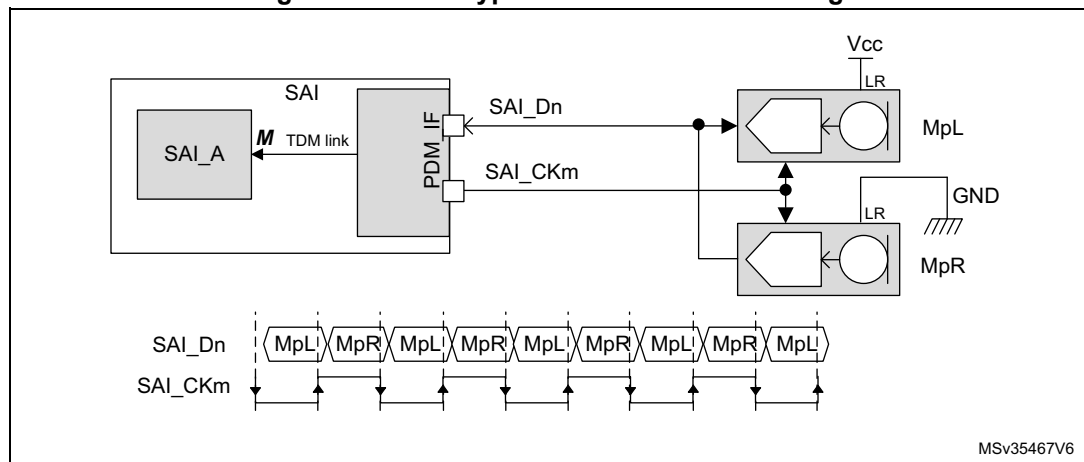 Vcc
LR
SAI
SAI_Dn
MpL
PDM_IF
SAI_A
M TDM link
SAI_CKm
GND
LR
MpR
SAI_Dn MpL MpR MpL MpR MpL MpR MpL MpR MpL
SAI_CKm
MSv35467V6